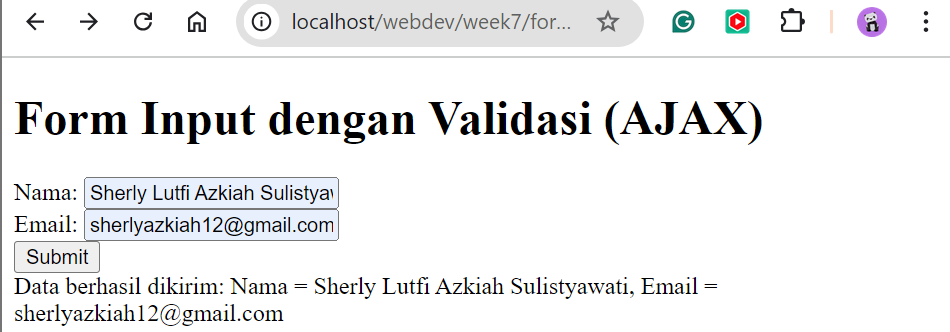 localhost/webdev/week7/for...
Form Input dengan Validasi (AJAX)
Nama: Sherly Lutfi Azkiah Sulistyaw
Email: sherlyazkiah12@gmail.com
Submit
Data berhasil dikirim: Nama = Sherly Lutfi Azkiah Sulistyawati, Email =
sherlyazkiah12@gmail.com